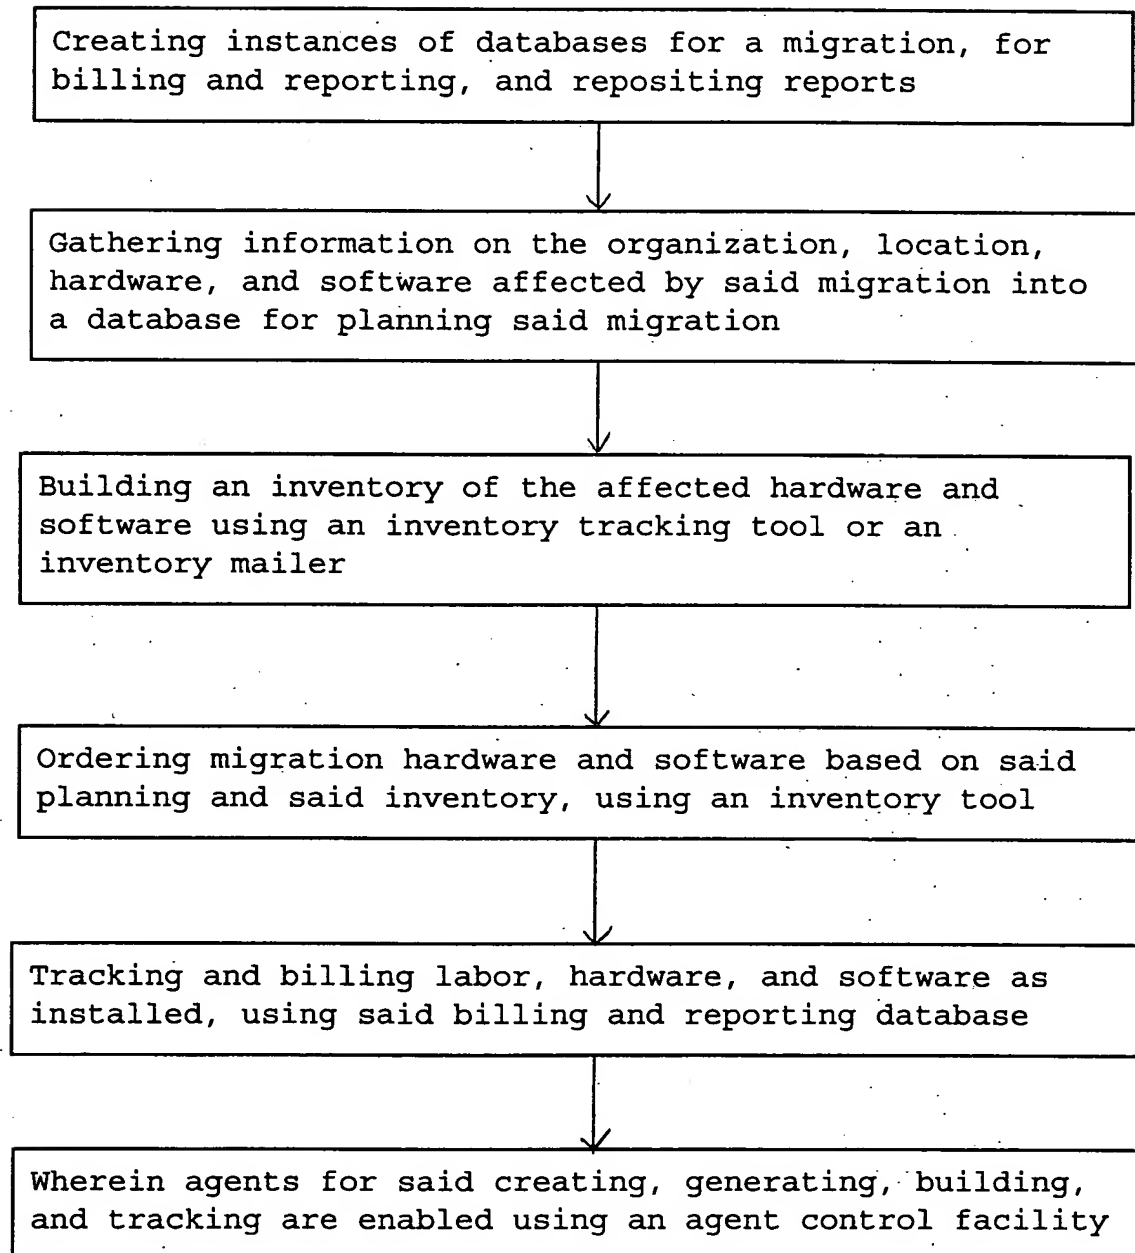 Creating instances of databases for a migration, for
billing and reporting, and repositing reports
Gathering information on the organization, location,
hardware, and software affected by said migration into
a database for planning said migration
Building an inventory of the affected hardware and
software using an inventory tracking tool or an
inventory mailer
Ordering migration hardware and software based on said
planning and said inventory, using an inventory tool
Tracking and billing labor, hardware, and software as
installed, using said billing and reporting database
Wherein agents for said creating, generating, building,
and tracking are enabled using an agent control facility